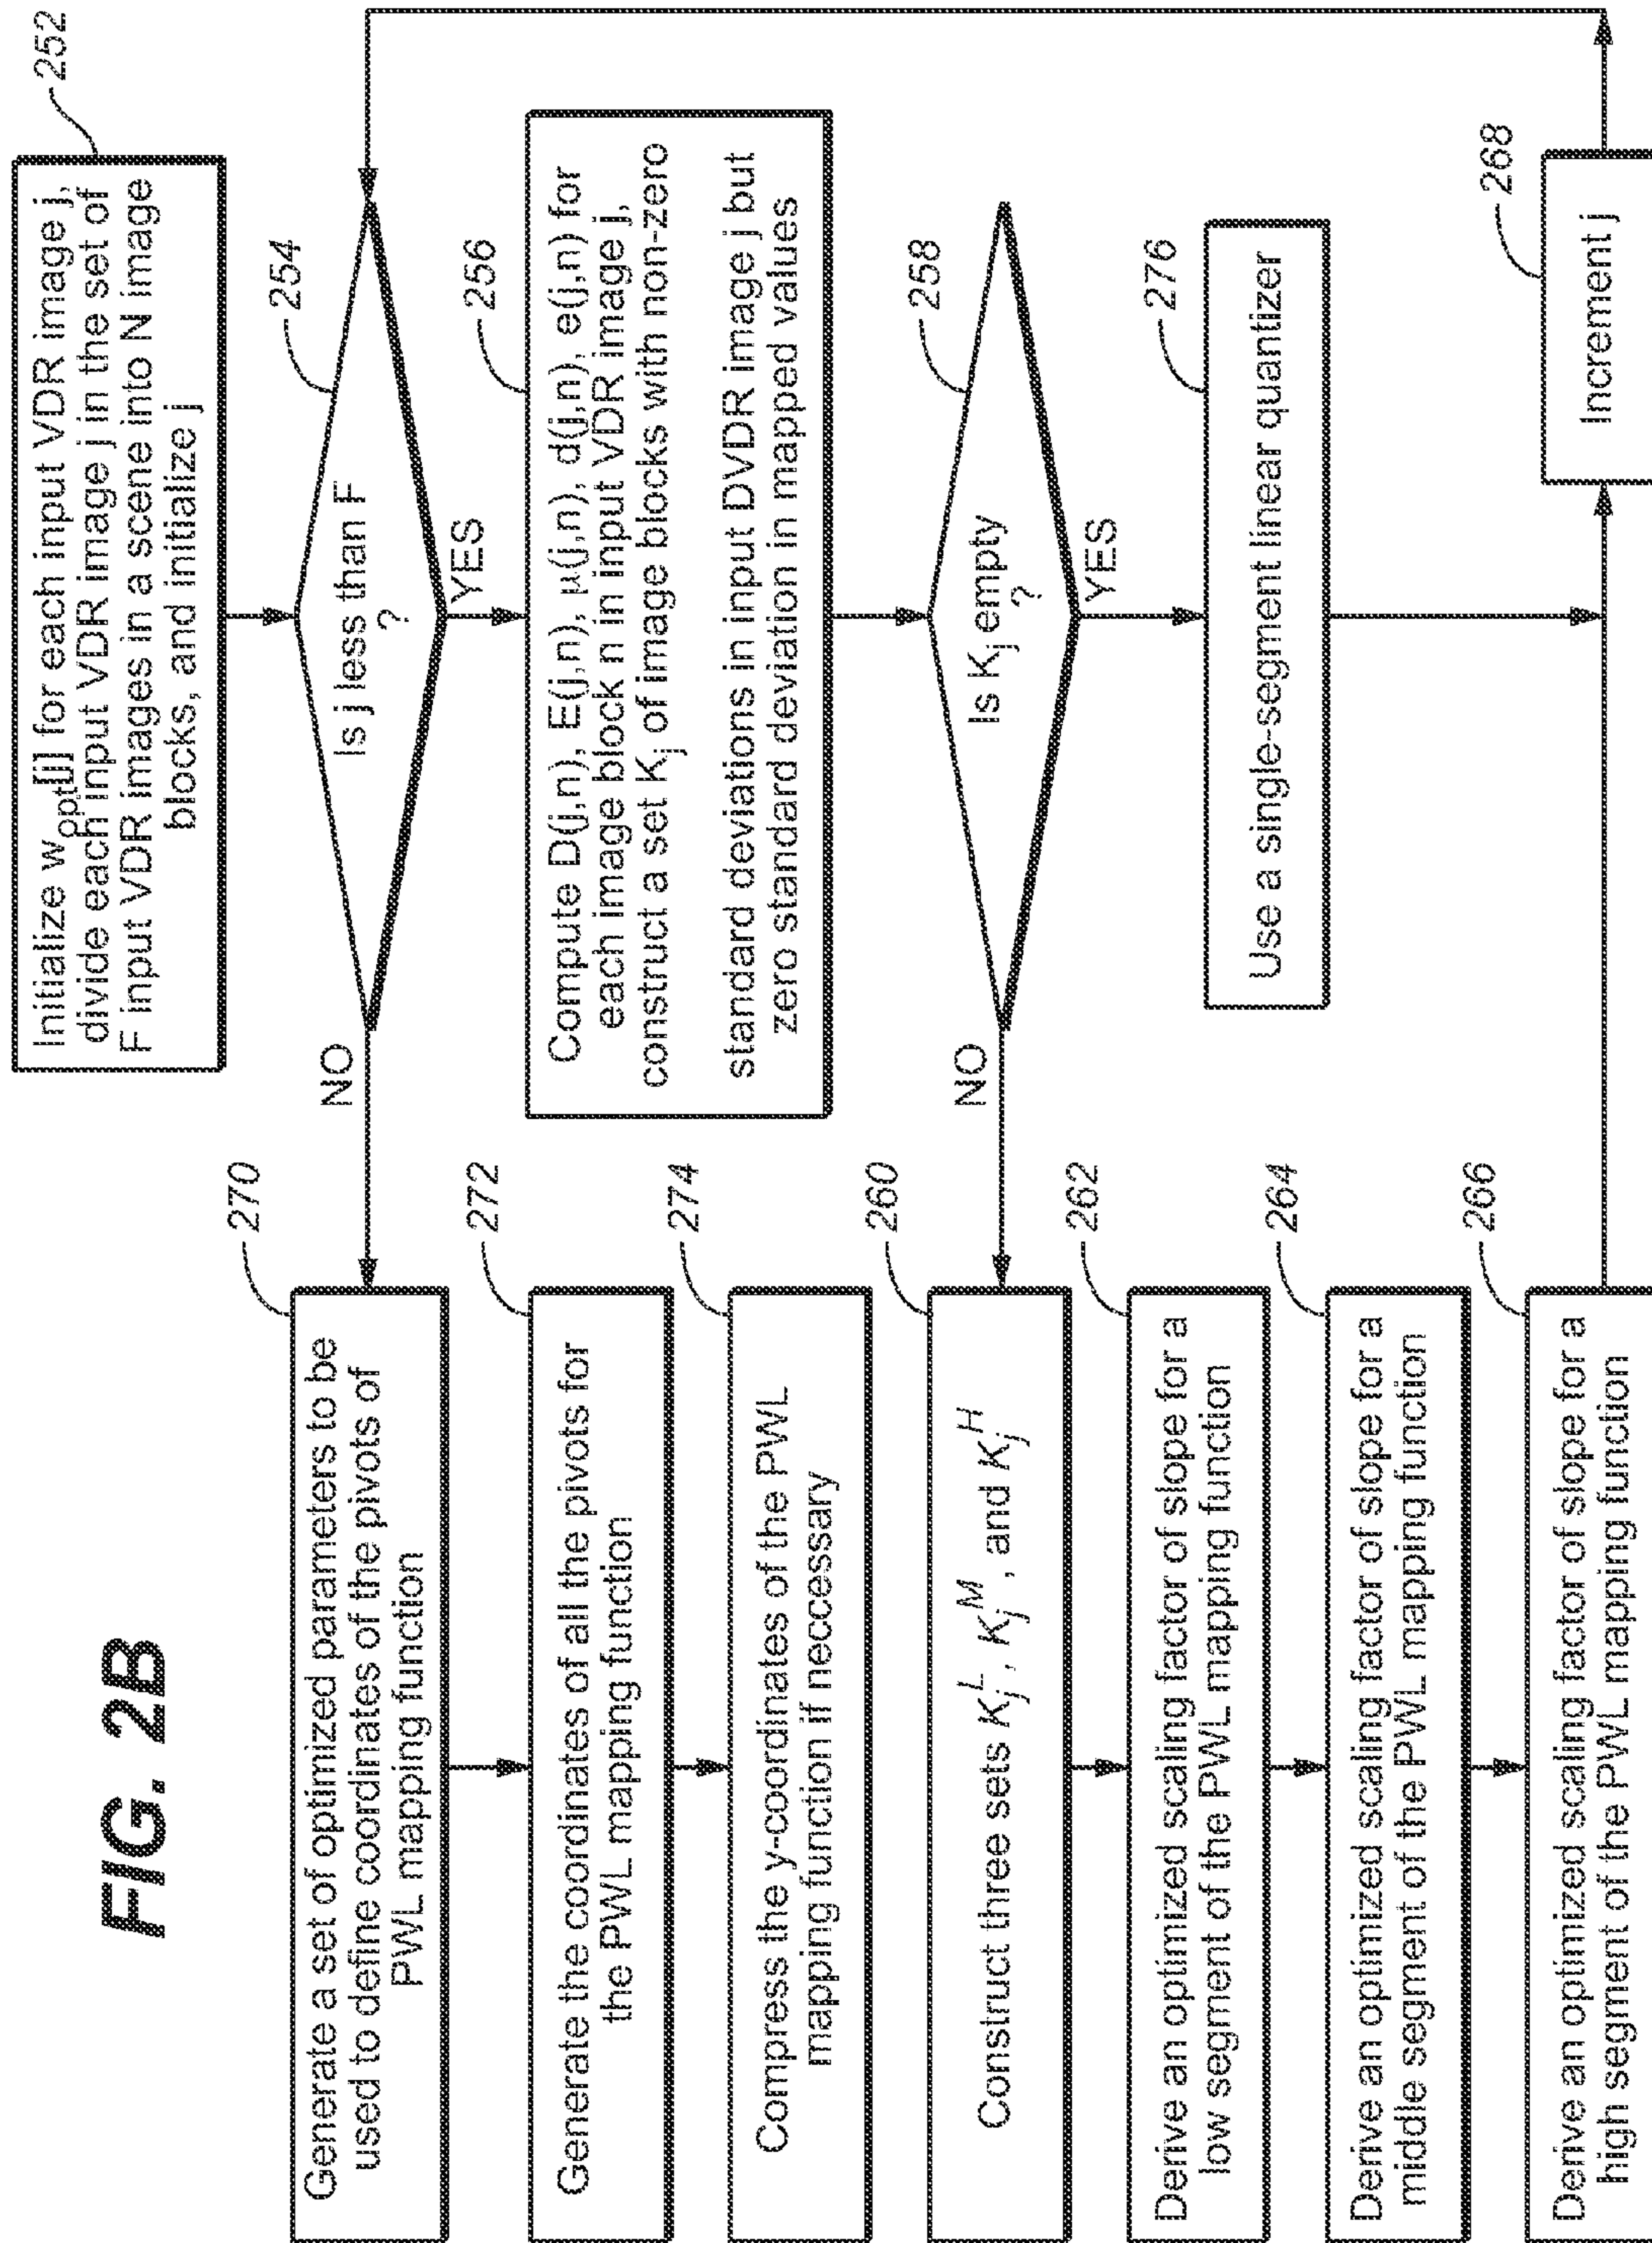 FIG. 2B
252
Initialize w_opt[j] for each input VDR image j,
divide each input VDR image j in the set of
F input VDR images in a scene into N image
blocks, and initialize j
254
Is j less than F
?
NO
YES
256
Compute D(j,n), E(j,n), μ(j,n), d(j,n), e(j,n) for
each image block n in input VDR image j,
construct a set K_j of image blocks with non-zero
standard deviations in input DVDR image j but
zero standard deviation in mapped values
258
Is K_j empty
?
NO
YES
276
Use a single-segment linear quantizer
268
Increment j
270
Generate a set of optimized parameters to be
used to define coordinates of the pivots of
PWL mapping function
272
Generate the coordinates of all the pivots for
the PWL mapping function
274
Compress the y-coordinates of the PWL
mapping function if neccessary
260
Construct three sets K_j^L, K_j^M, and K_j^H
262
Derive an optimized scaling factor of slope for a
low segment of the PWL mapping function
264
Derive an optimized scaling factor of slope for a
middle segment of the PWL mapping function
266
Derive an optimized scaling factor of slope for a
high segment of the PWL mapping function